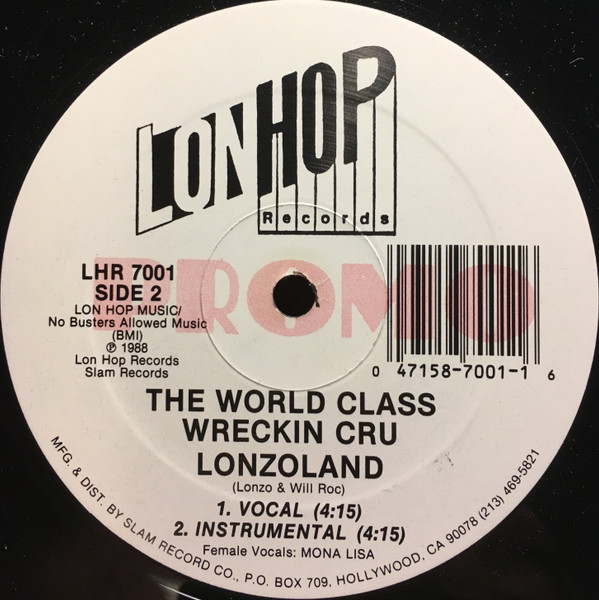 LON HOP
Records
PROMO
LHR 7001
SIDE 2
LON HOP MUSIC/
No Busters Allowed Music
(BMI)
℗ 1988
Lon Hop Records
Slam Records
0 47158-7001-1 6
THE WORLD CLASS
WRECKIN CRU
LONZOLAND
(Lonzo & Will Roc)
1. VOCAL (4:15)
2. INSTRUMENTAL (4:15)
Female Vocals: MONA LISA
MFG. & DIST. BY SLAM RECORD CO., P.O. BOX 709, HOLLYWOOD, CA 90078 (213) 469-5821